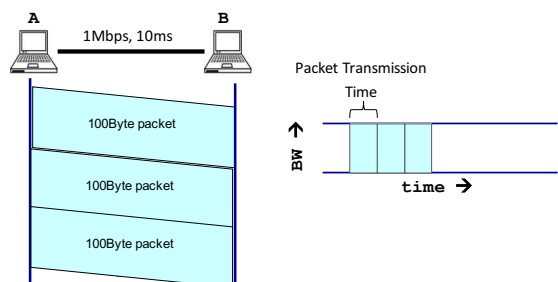 A
B
1Mbps, 10ms
100Byte packet
100Byte packet
100Byte packet
Packet Transmission
Time
BW →
time →